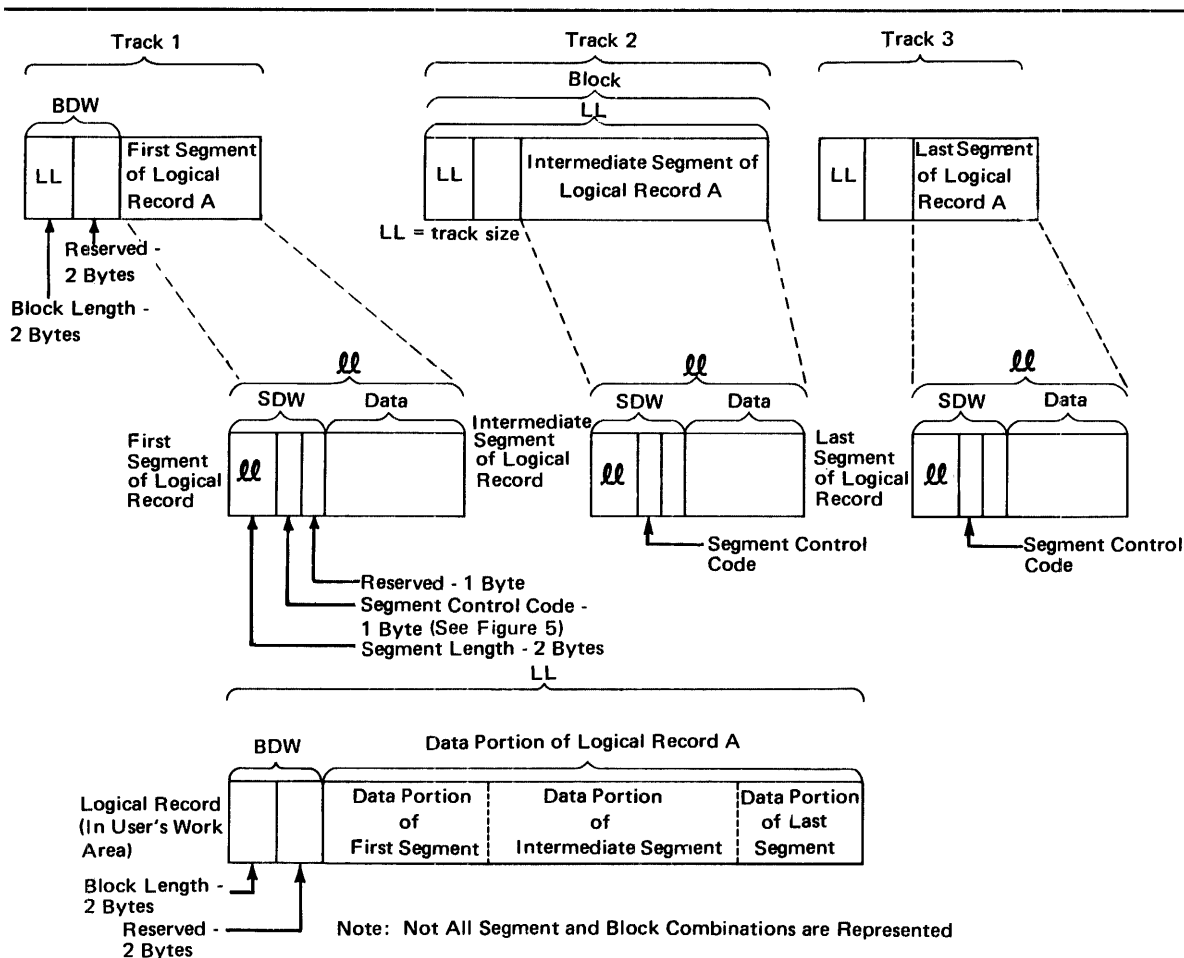 Track 1
Track 2
Track 3
Block
BDW
LL
LL
First Segment
of Logical
Record A
LL
Intermediate Segment of
Logical Record A
LL
Last Segment
of Logical
Record A
LL = track size
Reserved -
2 Bytes
Block Length -
2 Bytes
ℓℓ
ℓℓ
ℓℓ
SDW
Data
SDW
Data
SDW
Data
First
Segment
of Logical
Record
ℓℓ
Intermediate
Segment
of Logical
Record
ℓℓ
Last
Segment
of Logical
Record
ℓℓ
Segment Control
Code
Segment Control
Code
Reserved - 1 Byte
Segment Control Code -
1 Byte (See Figure 5)
Segment Length - 2 Bytes
LL
BDW
Data Portion of Logical Record A
Logical Record
(In User's Work
Area)
Data Portion
of
First Segment
Data Portion
of
Intermediate Segment
Data Portion
of Last
Segment
Block Length -
2 Bytes
Reserved -
2 Bytes
Note: Not All Segment and Block Combinations are Represented